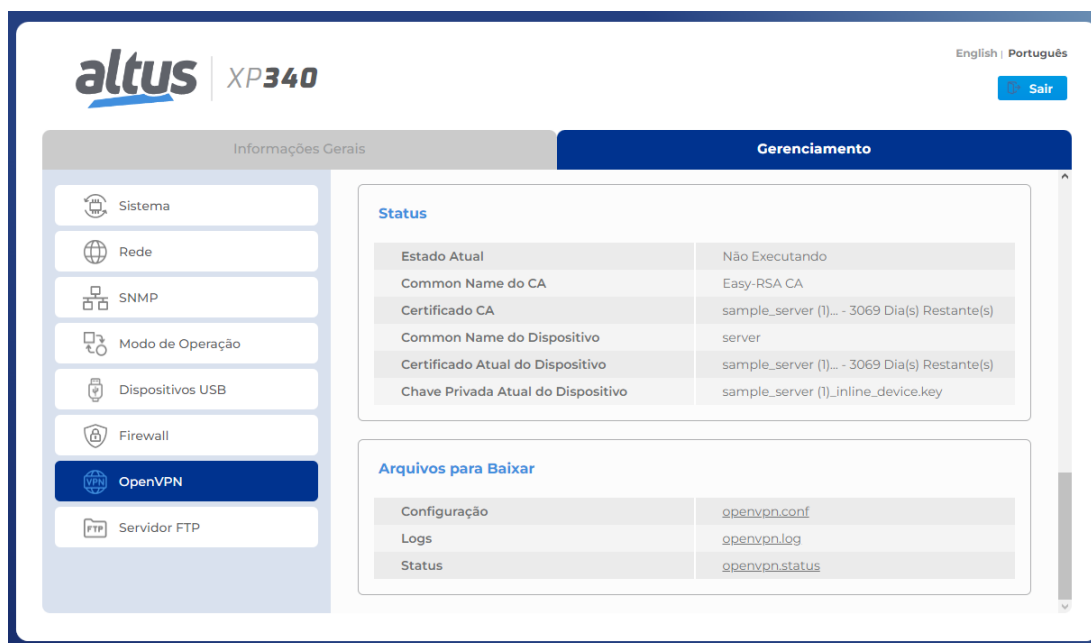 English | Português
altus XP340
Sair
Informações Gerais
Gerenciamento
Sistema
Rede
SNMP
Modo de Operação
Dispositivos USB
Firewall
VPN OpenVPN
FTP Servidor FTP
Status
Estado Atual Não Executando
Common Name do CA Easy-RSA CA
Certificado CA sample_server (1)... - 3069 Dia(s) Restante(s)
Common Name do Dispositivo server
Certificado Atual do Dispositivo sample_server (1)... - 3069 Dia(s) Restante(s)
Chave Privada Atual do Dispositivo sample_server (1)_inline_device.key
Arquivos para Baixar
Configuração openvpn.conf
Logs openvpn.log
Status openvpn.status